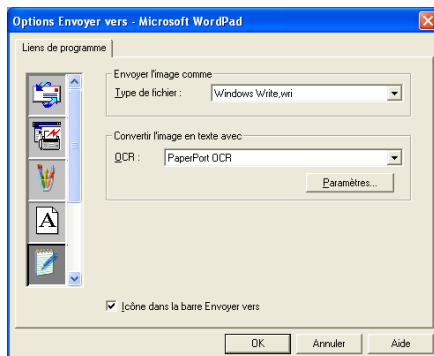 Options Envoyer vers - Microsoft WordPad
Liens de programme
Envoyer l'image comme
Type de fichier : Windows Write,wri
Convertir l'image en texte avec
OCR : PaperPort OCR
Paramètres...
A
Icône dans la barre Envoyer vers
OK Annuler Aide